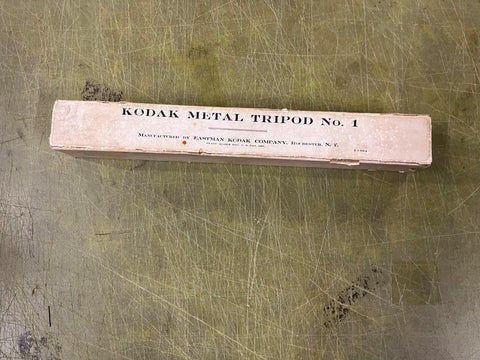 KODAK METAL TRIPOD No. 1
MANUFACTURED BY EASTMAN KODAK COMPANY, ROCHESTER, N. Y.